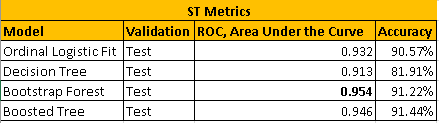 ST Metrics
Model Validation ROC, Area Under the Curve Accuracy
Ordinal Logistic Fit Test 0.932 90.57%
Decision Tree Test 0.913 81.91%
Bootstrap Forest Test 0.954 91.22%
Boosted Tree Test 0.946 91.44%